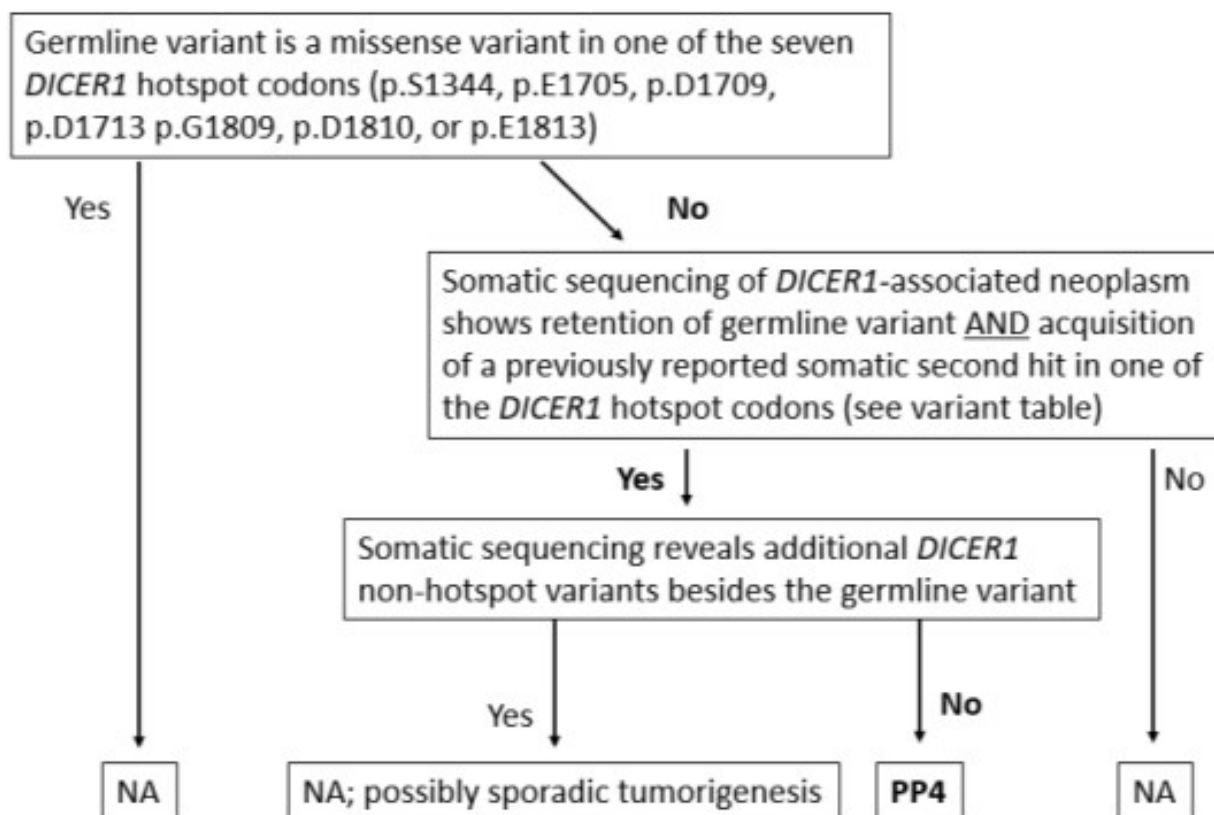 Germline variant is a missense variant in one of the seven
DICER1 hotspot codons (p.S1344, p.E1705, p.D1709,
p.D1713 p.G1809, p.D1810, or p.E1813)
Yes
No
Somatic sequencing of DICER1-associated neoplasm
shows retention of germline variant AND acquisition
of a previously reported somatic second hit in one of
the DICER1 hotspot codons (see variant table)
Yes
No
Somatic sequencing reveals additional DICER1
non-hotspot variants besides the germline variant
Yes
No
NA
NA; possibly sporadic tumorigenesis
PP4
NA